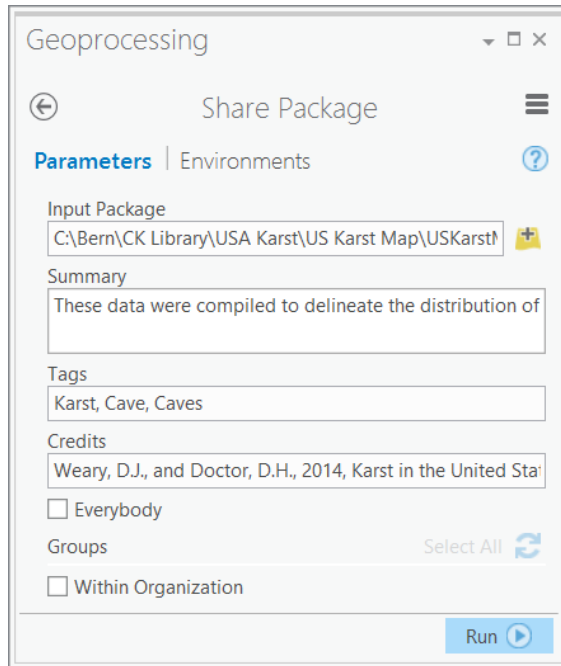 Geoprocessing
Share Package
Parameters | Environments
Input Package
C:\Bern\CK Library\USA Karst\US Karst Map\USKarstM
Summary
These data were compiled to delineate the distribution of
Tags
Karst, Cave, Caves
Credits
Weary, D.J., and Doctor, D.H., 2014, Karst in the United Stat
Everybody
Groups Select All
Within Organization
Run